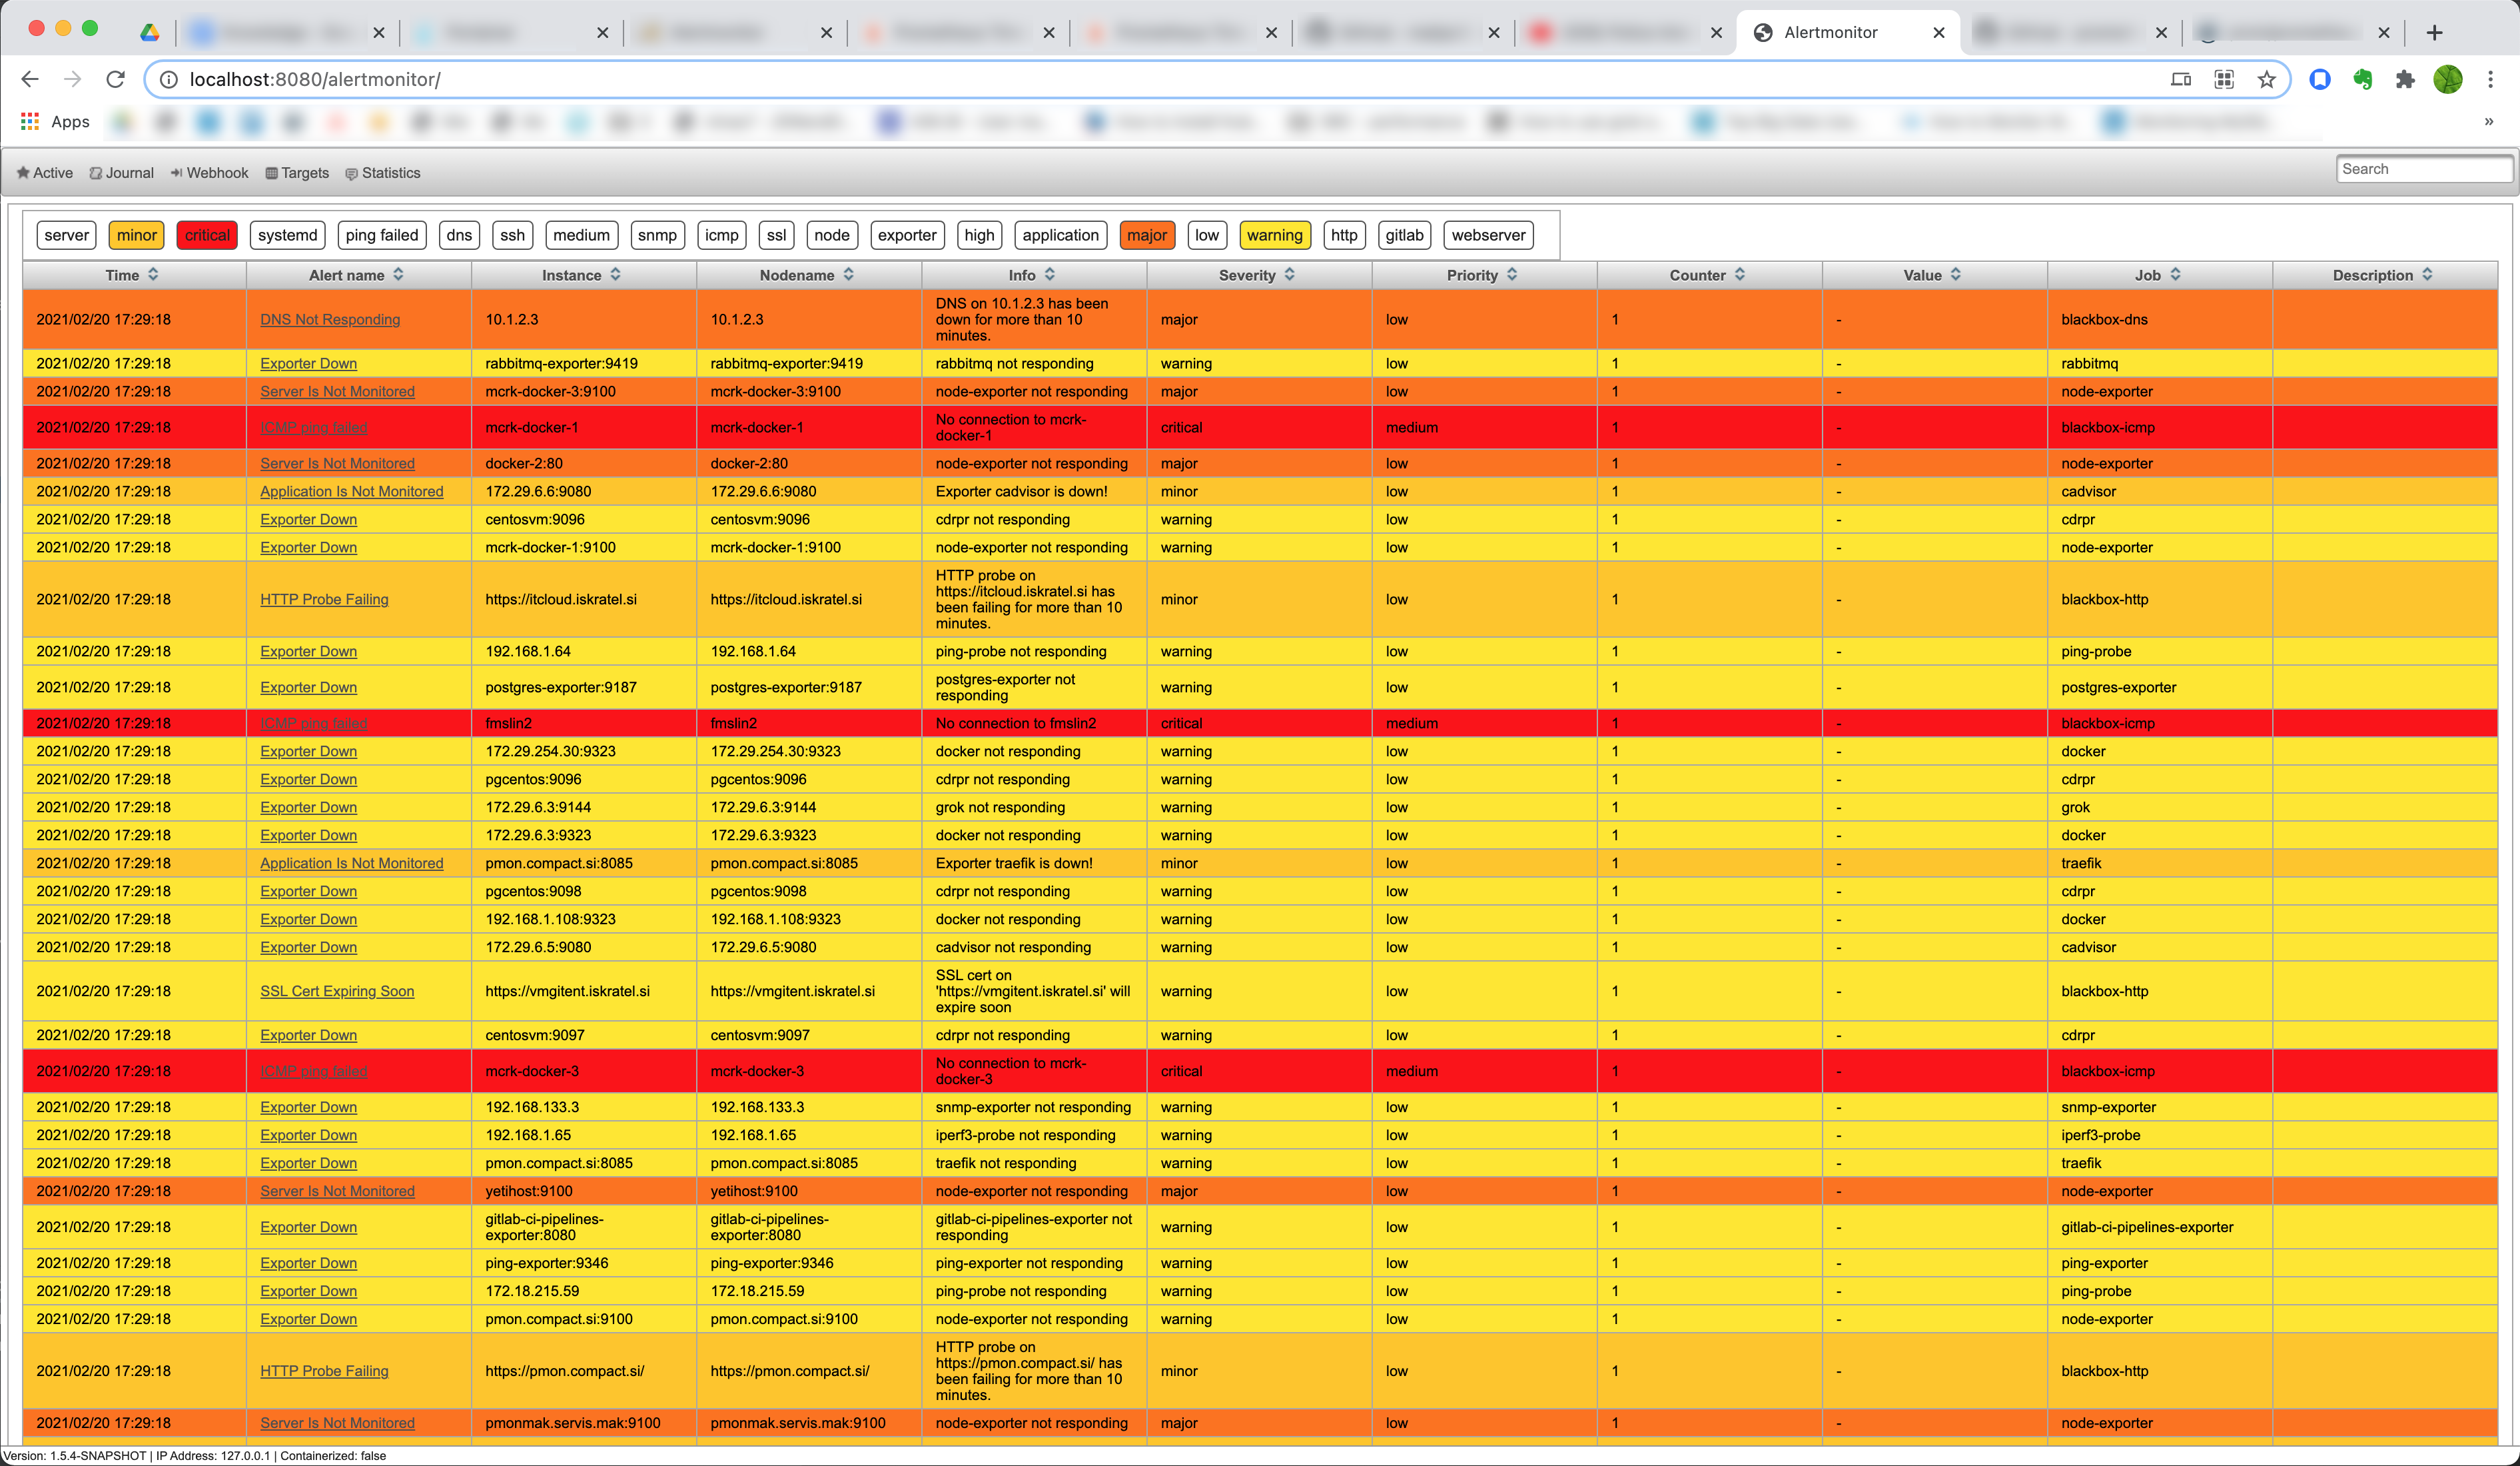 Alertmonitor
localhost:8080/alertmonitor/
Apps
»
Active Journal Webhook Targets Statistics Search
server minor critical systemd ping failed dns ssh medium snmp icmp ssl node exporter high application major low warning http gitlab webserver
Time Alert name Instance Nodename Info Severity Priority Counter Value Job Description
2021/02/20 17:29:18 DNS Not Responding 10.1.2.3 10.1.2.3 DNS on 10.1.2.3 has been
down for more than 10
minutes. major low 1 - blackbox-dns
2021/02/20 17:29:18 Exporter Down rabbitmq-exporter:9419 rabbitmq-exporter:9419 rabbitmq not responding warning low 1 - rabbitmq
2021/02/20 17:29:18 Server Is Not Monitored mcrk-docker-3:9100 mcrk-docker-3:9100 node-exporter not responding major low 1 - node-exporter
2021/02/20 17:29:18 ICMP ping failed mcrk-docker-1 mcrk-docker-1 No connection to mcrk-
docker-1 critical medium 1 - blackbox-icmp
2021/02/20 17:29:18 Server Is Not Monitored docker-2:80 docker-2:80 node-exporter not responding major low 1 - node-exporter
2021/02/20 17:29:18 Application Is Not Monitored 172.29.6.6:9080 172.29.6.6:9080 Exporter cadvisor is down! minor low 1 - cadvisor
2021/02/20 17:29:18 Exporter Down centosvm:9096 centosvm:9096 cdrpr not responding warning low 1 - cdrpr
2021/02/20 17:29:18 Exporter Down mcrk-docker-1:9100 mcrk-docker-1:9100 node-exporter not responding warning low 1 - node-exporter
2021/02/20 17:29:18 HTTP Probe Failing https://itcloud.iskratel.si https://itcloud.iskratel.si HTTP probe on
https://itcloud.iskratel.si has
been failing for more than 10
minutes. minor low 1 - blackbox-http
2021/02/20 17:29:18 Exporter Down 192.168.1.64 192.168.1.64 ping-probe not responding warning low 1 - ping-probe
2021/02/20 17:29:18 Exporter Down postgres-exporter:9187 postgres-exporter:9187 postgres-exporter not
responding warning low 1 - postgres-exporter
2021/02/20 17:29:18 ICMP ping failed fmslin2 fmslin2 No connection to fmslin2 critical medium 1 - blackbox-icmp
2021/02/20 17:29:18 Exporter Down 172.29.254.30:9323 172.29.254.30:9323 docker not responding warning low 1 - docker
2021/02/20 17:29:18 Exporter Down pgcentos:9096 pgcentos:9096 cdrpr not responding warning low 1 - cdrpr
2021/02/20 17:29:18 Exporter Down 172.29.6.3:9144 172.29.6.3:9144 grok not responding warning low 1 - grok
2021/02/20 17:29:18 Exporter Down 172.29.6.3:9323 172.29.6.3:9323 docker not responding warning low 1 - docker
2021/02/20 17:29:18 Application Is Not Monitored pmon.compact.si:8085 pmon.compact.si:8085 Exporter traefik is down! minor low 1 - traefik
2021/02/20 17:29:18 Exporter Down pgcentos:9098 pgcentos:9098 cdrpr not responding warning low 1 - cdrpr
2021/02/20 17:29:18 Exporter Down 192.168.1.108:9323 192.168.1.108:9323 docker not responding warning low 1 - docker
2021/02/20 17:29:18 Exporter Down 172.29.6.5:9080 172.29.6.5:9080 cadvisor not responding warning low 1 - cadvisor
2021/02/20 17:29:18 SSL Cert Expiring Soon https://vmgitent.iskratel.si https://vmgitent.iskratel.si SSL cert on
'https://vmgitent.iskratel.si' will
expire soon warning low 1 - blackbox-http
2021/02/20 17:29:18 Exporter Down centosvm:9097 centosvm:9097 cdrpr not responding warning low 1 - cdrpr
2021/02/20 17:29:18 ICMP ping failed mcrk-docker-3 mcrk-docker-3 No connection to mcrk-
docker-3 critical medium 1 - blackbox-icmp
2021/02/20 17:29:18 Exporter Down 192.168.133.3 192.168.133.3 snmp-exporter not responding warning low 1 - snmp-exporter
2021/02/20 17:29:18 Exporter Down 192.168.1.65 192.168.1.65 iperf3-probe not responding warning low 1 - iperf3-probe
2021/02/20 17:29:18 Exporter Down pmon.compact.si:8085 pmon.compact.si:8085 traefik not responding warning low 1 - traefik
2021/02/20 17:29:18 Server Is Not Monitored yetihost:9100 yetihost:9100 node-exporter not responding major low 1 - node-exporter
2021/02/20 17:29:18 Exporter Down gitlab-ci-pipelines-
exporter:8080 gitlab-ci-pipelines-
exporter:8080 gitlab-ci-pipelines-exporter not
responding warning low 1 - gitlab-ci-pipelines-exporter
2021/02/20 17:29:18 Exporter Down ping-exporter:9346 ping-exporter:9346 ping-exporter not responding warning low 1 - ping-exporter
2021/02/20 17:29:18 Exporter Down 172.18.215.59 172.18.215.59 ping-probe not responding warning low 1 - ping-probe
2021/02/20 17:29:18 Exporter Down pmon.compact.si:9100 pmon.compact.si:9100 node-exporter not responding warning low 1 - node-exporter
2021/02/20 17:29:18 HTTP Probe Failing https://pmon.compact.si/ https://pmon.compact.si/ HTTP probe on
https://pmon.compact.si/ has
been failing for more than 10
minutes. minor low 1 - blackbox-http
2021/02/20 17:29:18 Server Is Not Monitored pmonmak.servis.mak:9100 pmonmak.servis.mak:9100 node-exporter not responding major low 1 - node-exporter
Version: 1.5.4-SNAPSHOT | IP Address: 127.0.0.1 | Containerized: false